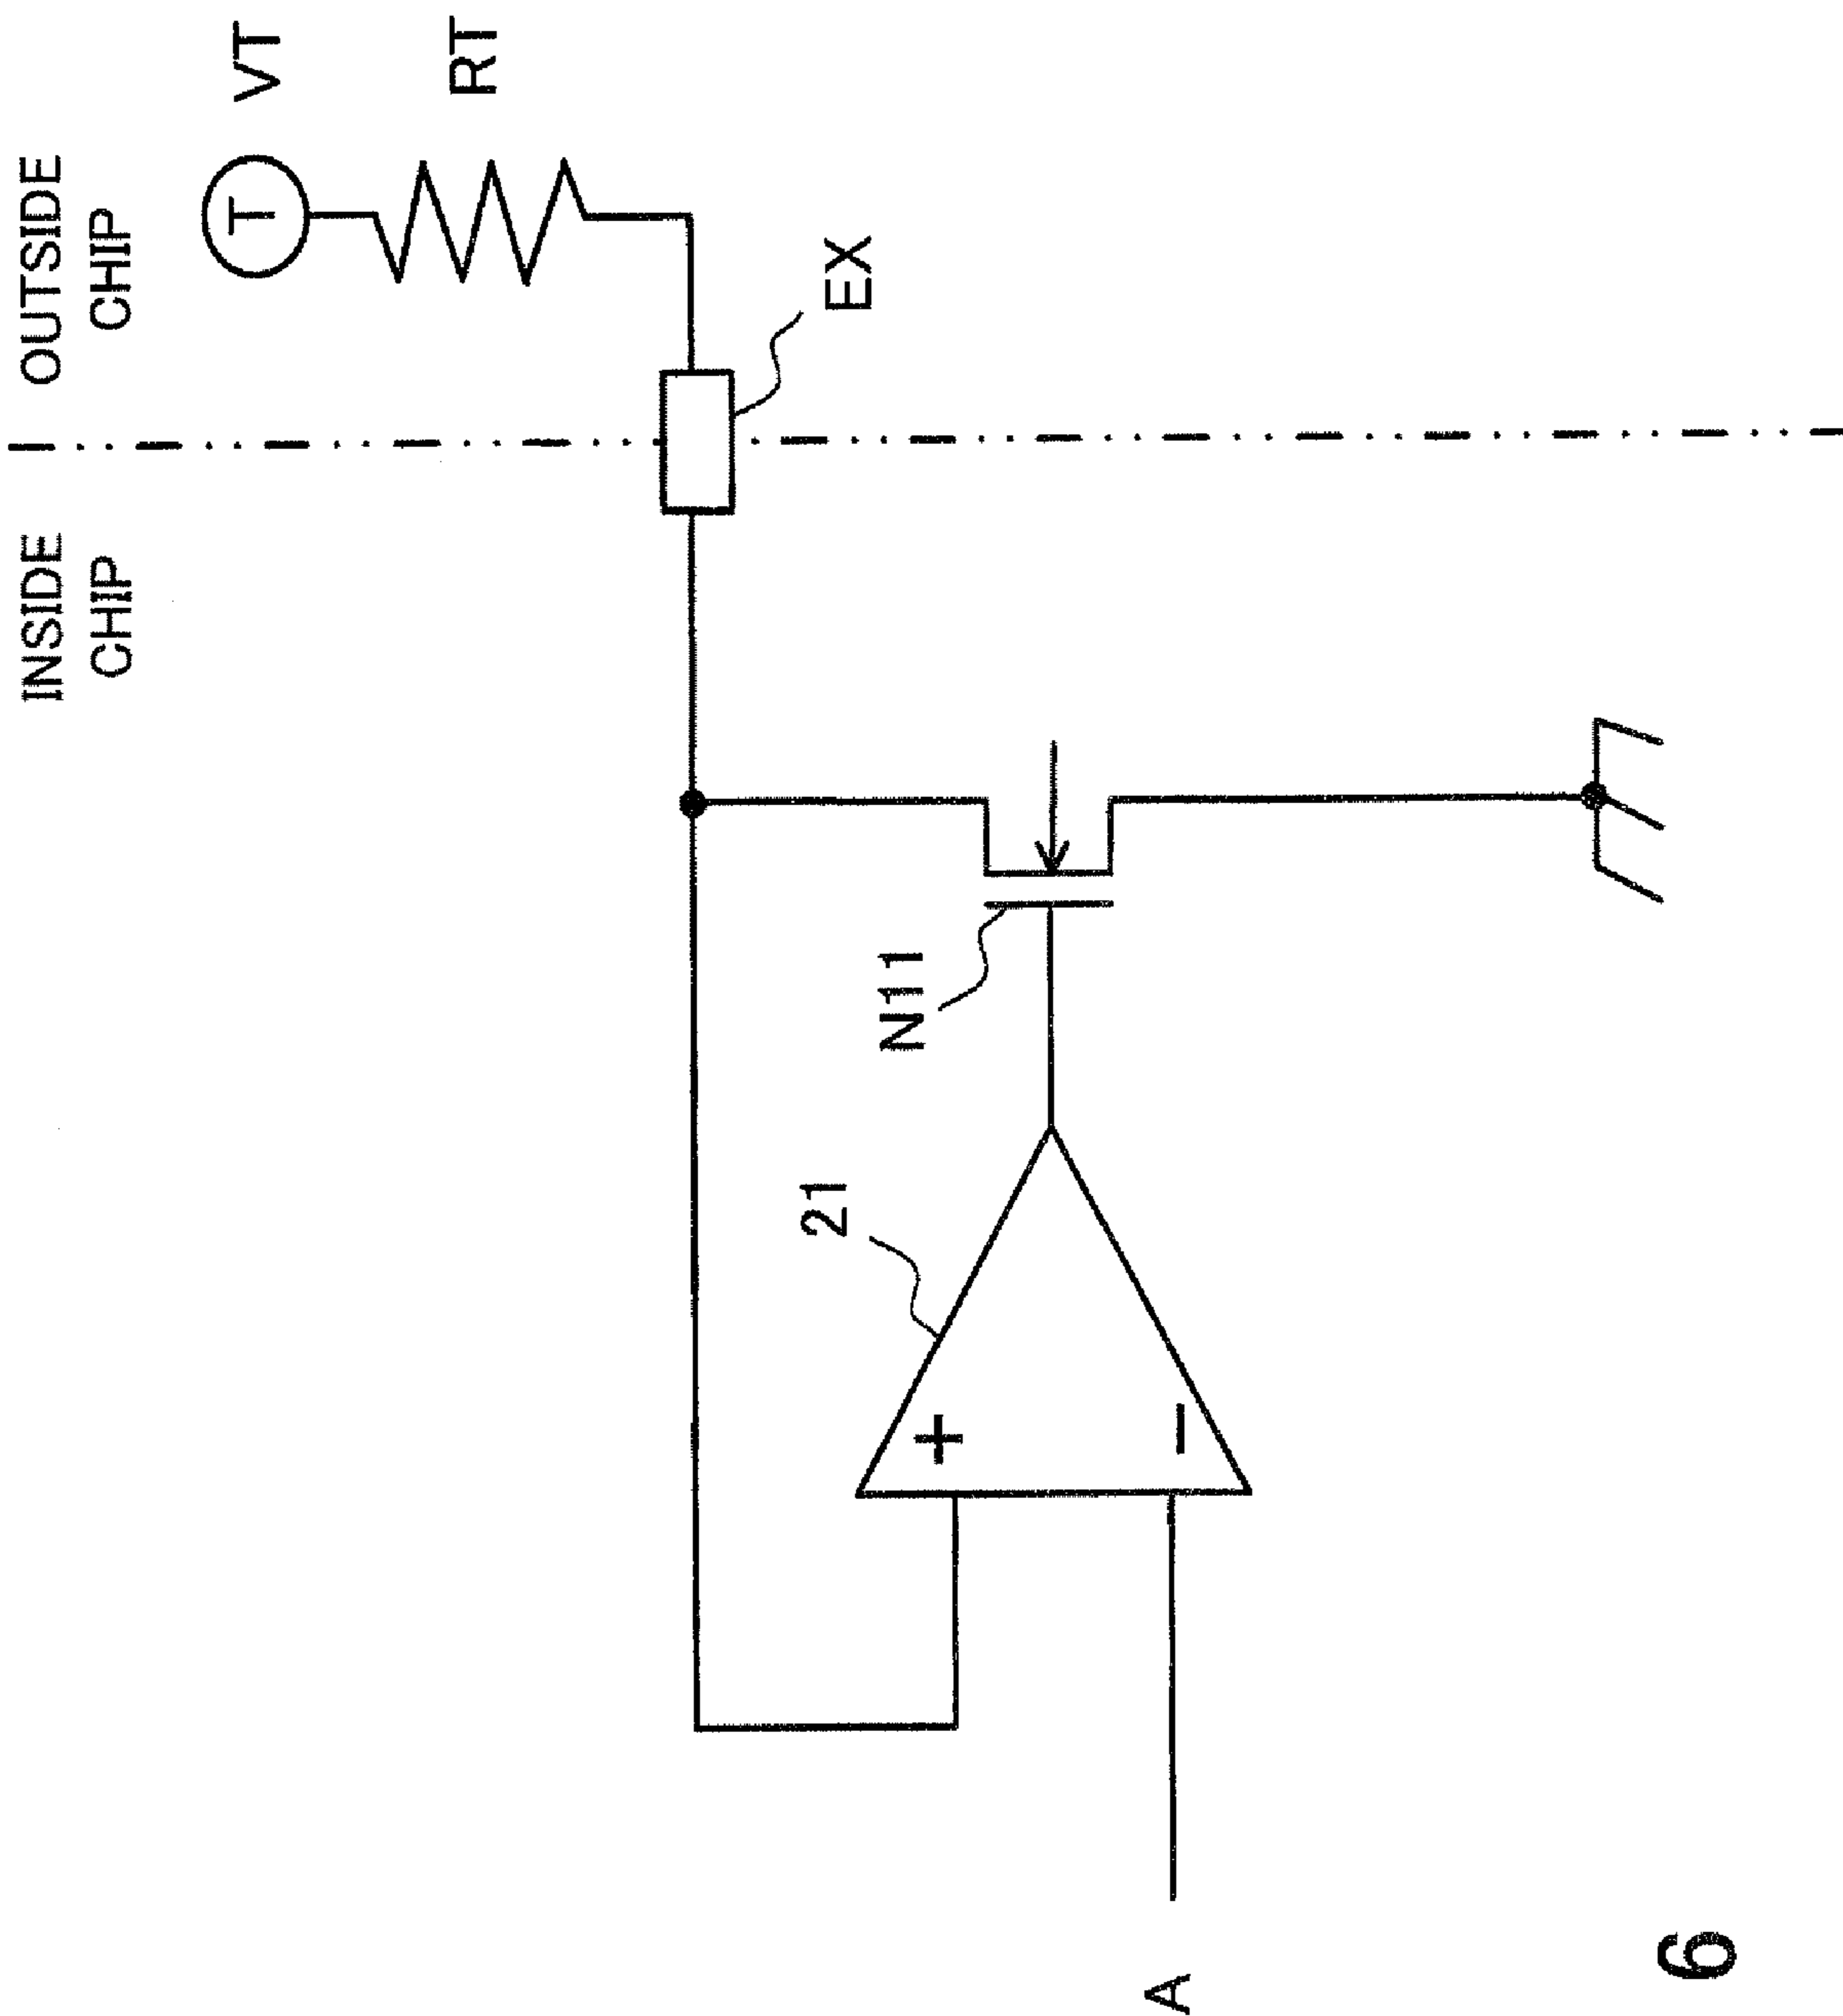 INSIDE
CHIP
OUTSIDE
CHIP
T VT
RT
EX
21
N11
+
−
A
6